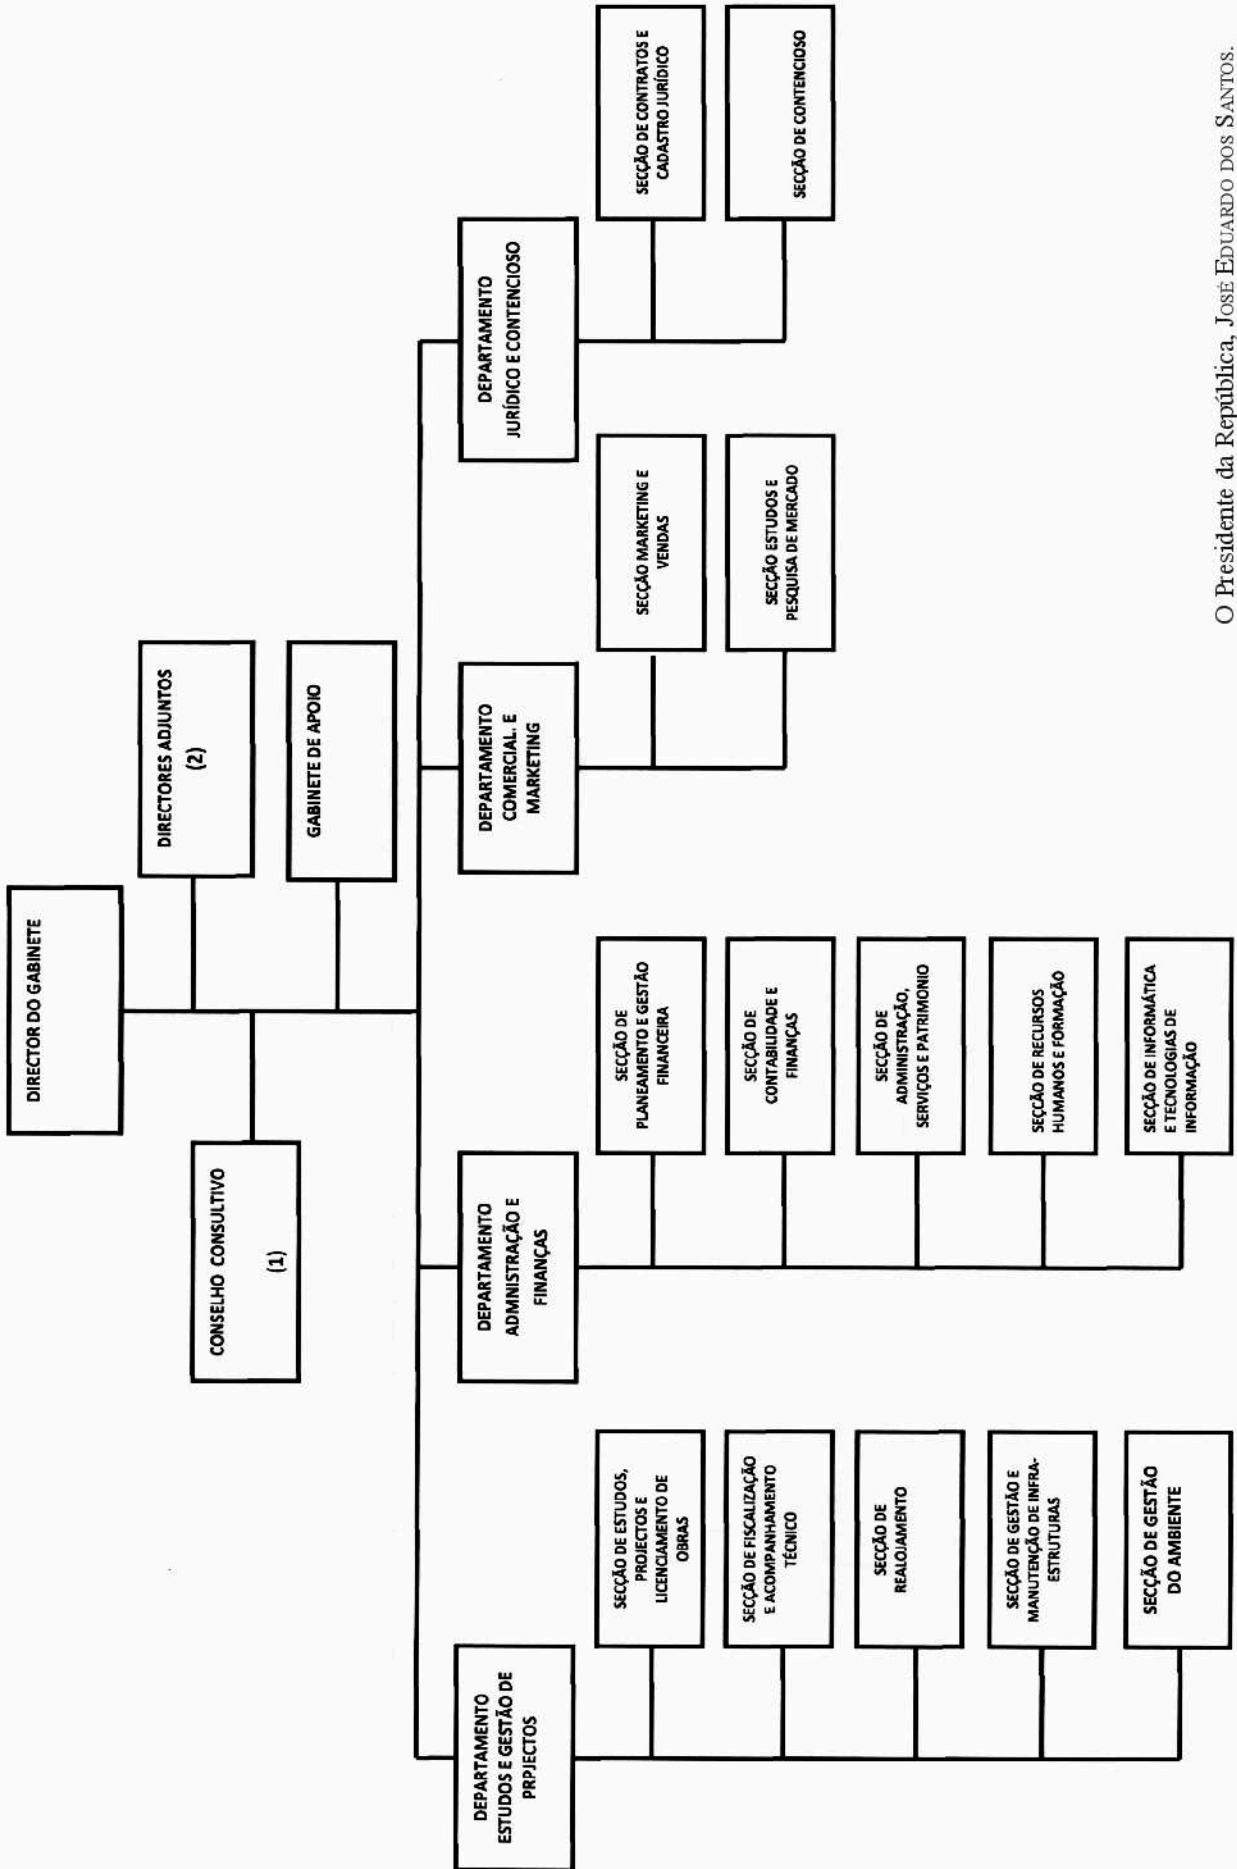 DIRECTOR DO GABINETE
DIRECTORES ADJUNTOS
(2)
CONSELHO CONSULTIVO
(1)
GABINETE DE APOIO
DEPARTAMENTO
ESTUDOS E GESTÃO DE
PRPJECTOS
SECÇÃO DE ESTUDOS,
PROJECTOS E
LICENCIAMENTO DE
OBRAS
SECÇÃO DE FISCALIZAÇÃO
E ACOMPANHAMENTO
TÉCNICO
SECÇÃO DE
REALOJAMENTO
SECÇÃO DE GESTÃO E
MANUTENÇÃO DE INFRA-
ESTRUTURAS
SECÇÃO DE GESTÃO
DO AMBIENTE
DEPARTAMENTO
ADMNISTRAÇÃO E
FINANÇAS
SECÇÃO DE
PLANEAMENTO E GESTÃO
FINANCEIRA
SECÇÃO DE
CONTABILIDADE E
FINANÇAS
SECÇÃO DE
ADMINISTRAÇÃO,
SERVIÇOS E PATRIMONIO
SEÇÇÃO DE RECURSOS
HUMANOS E FORMAÇÃO
SECÇÃO DE INFORMÁTICA
E TECNOLOGIAS DE
INFORMAÇÃO
DEPARTAMENTO
COMERCIAL. E
MARKETING
SECÇÃO MARKETING E
VENDAS
SECÇÃO ESTUDOS E
PESQUISA DE MERCADO
DEPARTAMENTO
JURÍDICO E CONTENCIOSO
SECÇÃO DE CONTRATOS E
CADASTRO JURÍDICO
SECÇÃO DE CONTENCIOSO
O Presidente da República, JOSÉ EDUARDO DOS SANTOS.